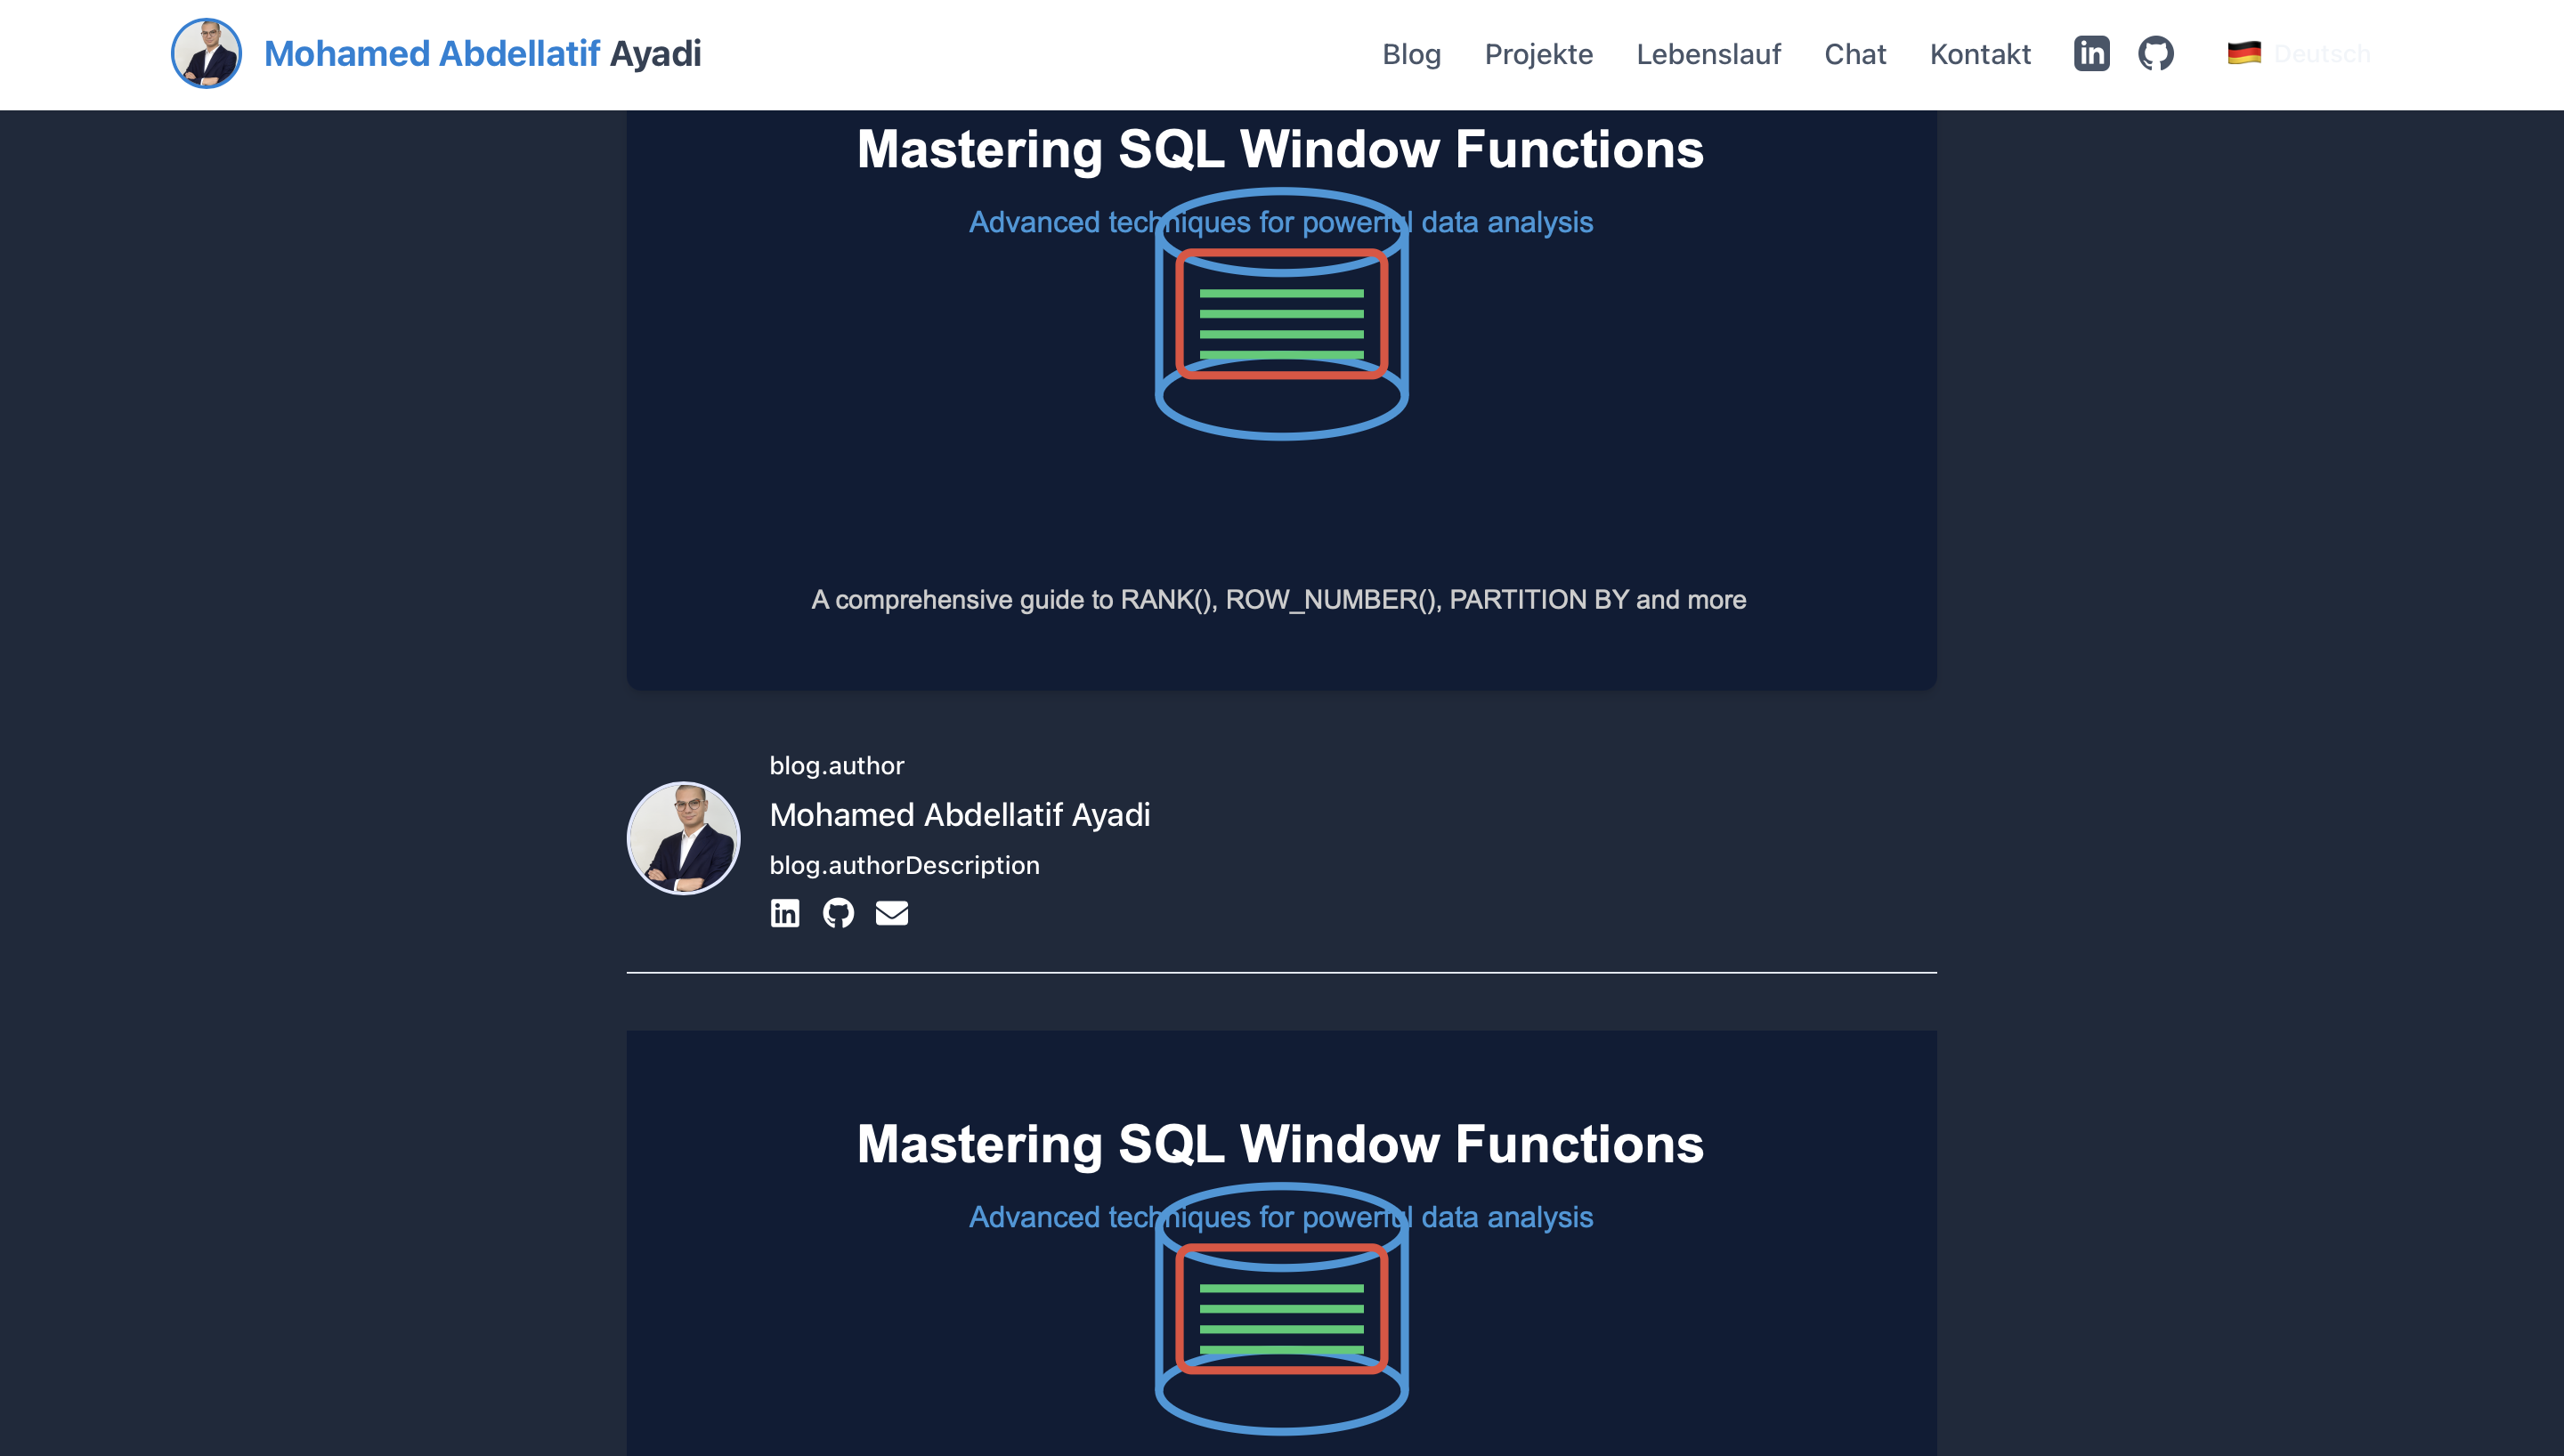 Mohamed Abdellatif Ayadi
Blog Projekte Lebenslauf Chat Kontakt in Deutsch
Mastering SQL Window Functions
Advanced techniques for powerful data analysis
A comprehensive guide to RANK(), ROW_NUMBER(), PARTITION BY and more
blog.author
Mohamed Abdellatif Ayadi
blog.authorDescription
in
Mastering SQL Window Functions
Advanced techniques for powerful data analysis